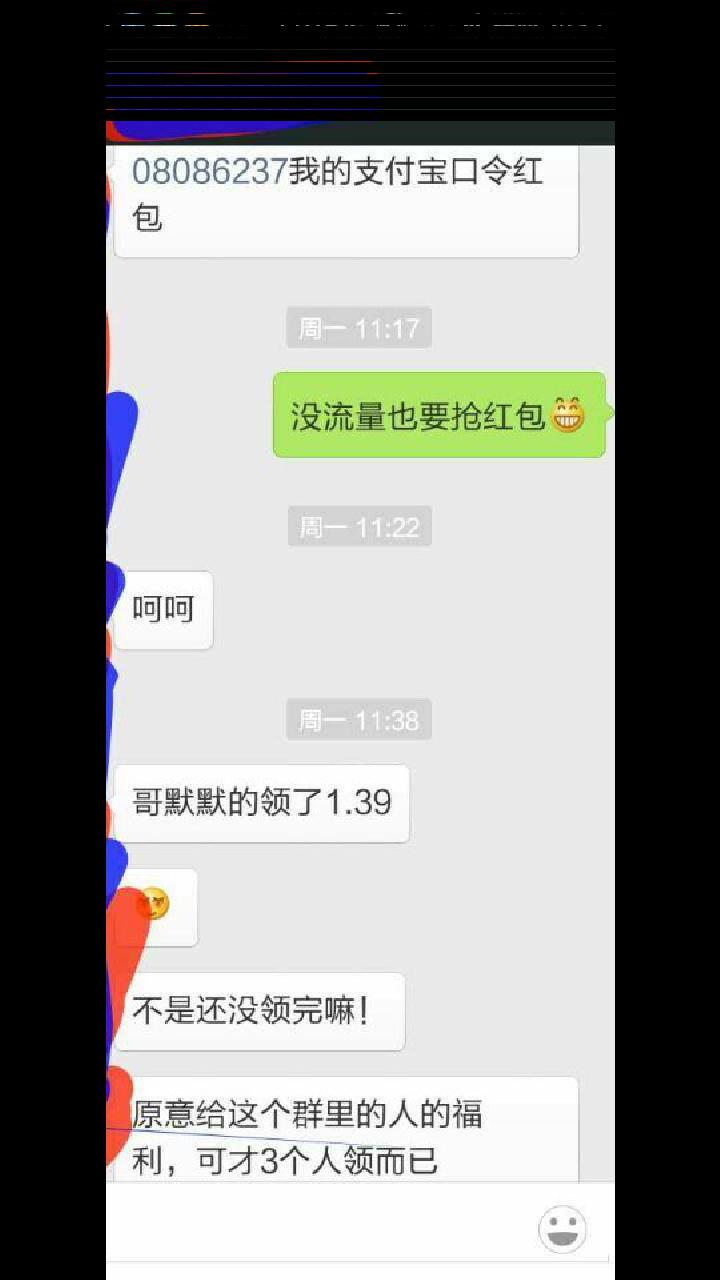 08086237我的支付宝口令红
包
周一 11:17
没流量也要抢红包
周一 11:22
呵呵
周一 11:38
哥默默的领了1.39
不是还没领完嘛！
原意给这个群里的人的福
利，可才3个人领而已